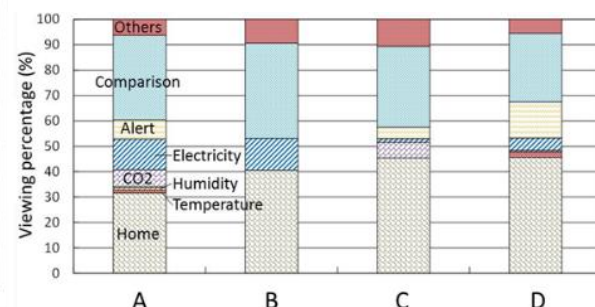 Viewing percentage (%)
100
90
80
70
60
50
40
30
20
10
0
Others
Comparison
Alert
Electricity
CO2
Humidity
Temperature
Home
A B C D